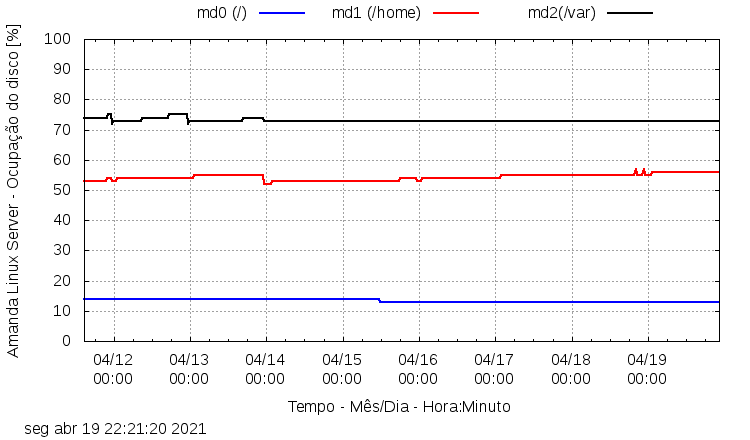 md0 (/) md1 (/home) md2(/var)
Amanda Linux Server - Ocupação do disco [%]
100
90
80
70
60
50
40
30
20
10
0
04/12 04/13 04/14 04/15 04/16 04/17 04/18 04/19
00:00 00:00 00:00 00:00 00:00 00:00 00:00 00:00
Tempo - Mês/Dia - Hora:Minuto
seg abr 19 22:21:20 2021